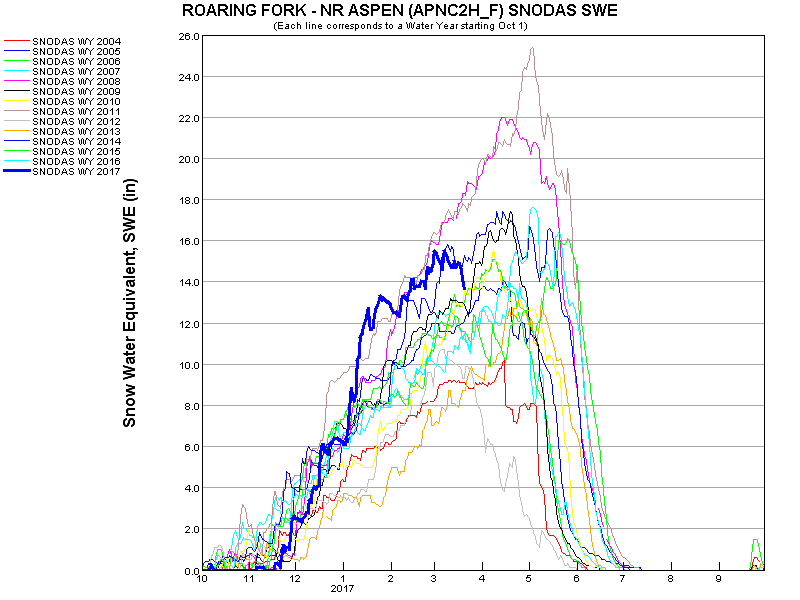 ROARING FORK - NR ASPEN (APNC2H_F) SNODAS SWE
(Each line corresponds to a Water Year starting Oct 1)
SNODAS WY 2004
SNODAS WY 2005
SNODAS WY 2006
SNODAS WY 2007
SNODAS WY 2008
SNODAS WY 2009
SNODAS WY 2010
SNODAS WY 2011
SNODAS WY 2012
SNODAS WY 2013
SNODAS WY 2014
SNODAS WY 2015
SNODAS WY 2016
SNODAS WY 2017
Snow Water Equivalent, SWE (in)
26.0
24.0
22.0
20.0
18.0
16.0
14.0
12.0
10.0
8.0
6.0
4.0
2.0
0.0
10 11 12 1 2 3 4 5 6 7 8 9
2017